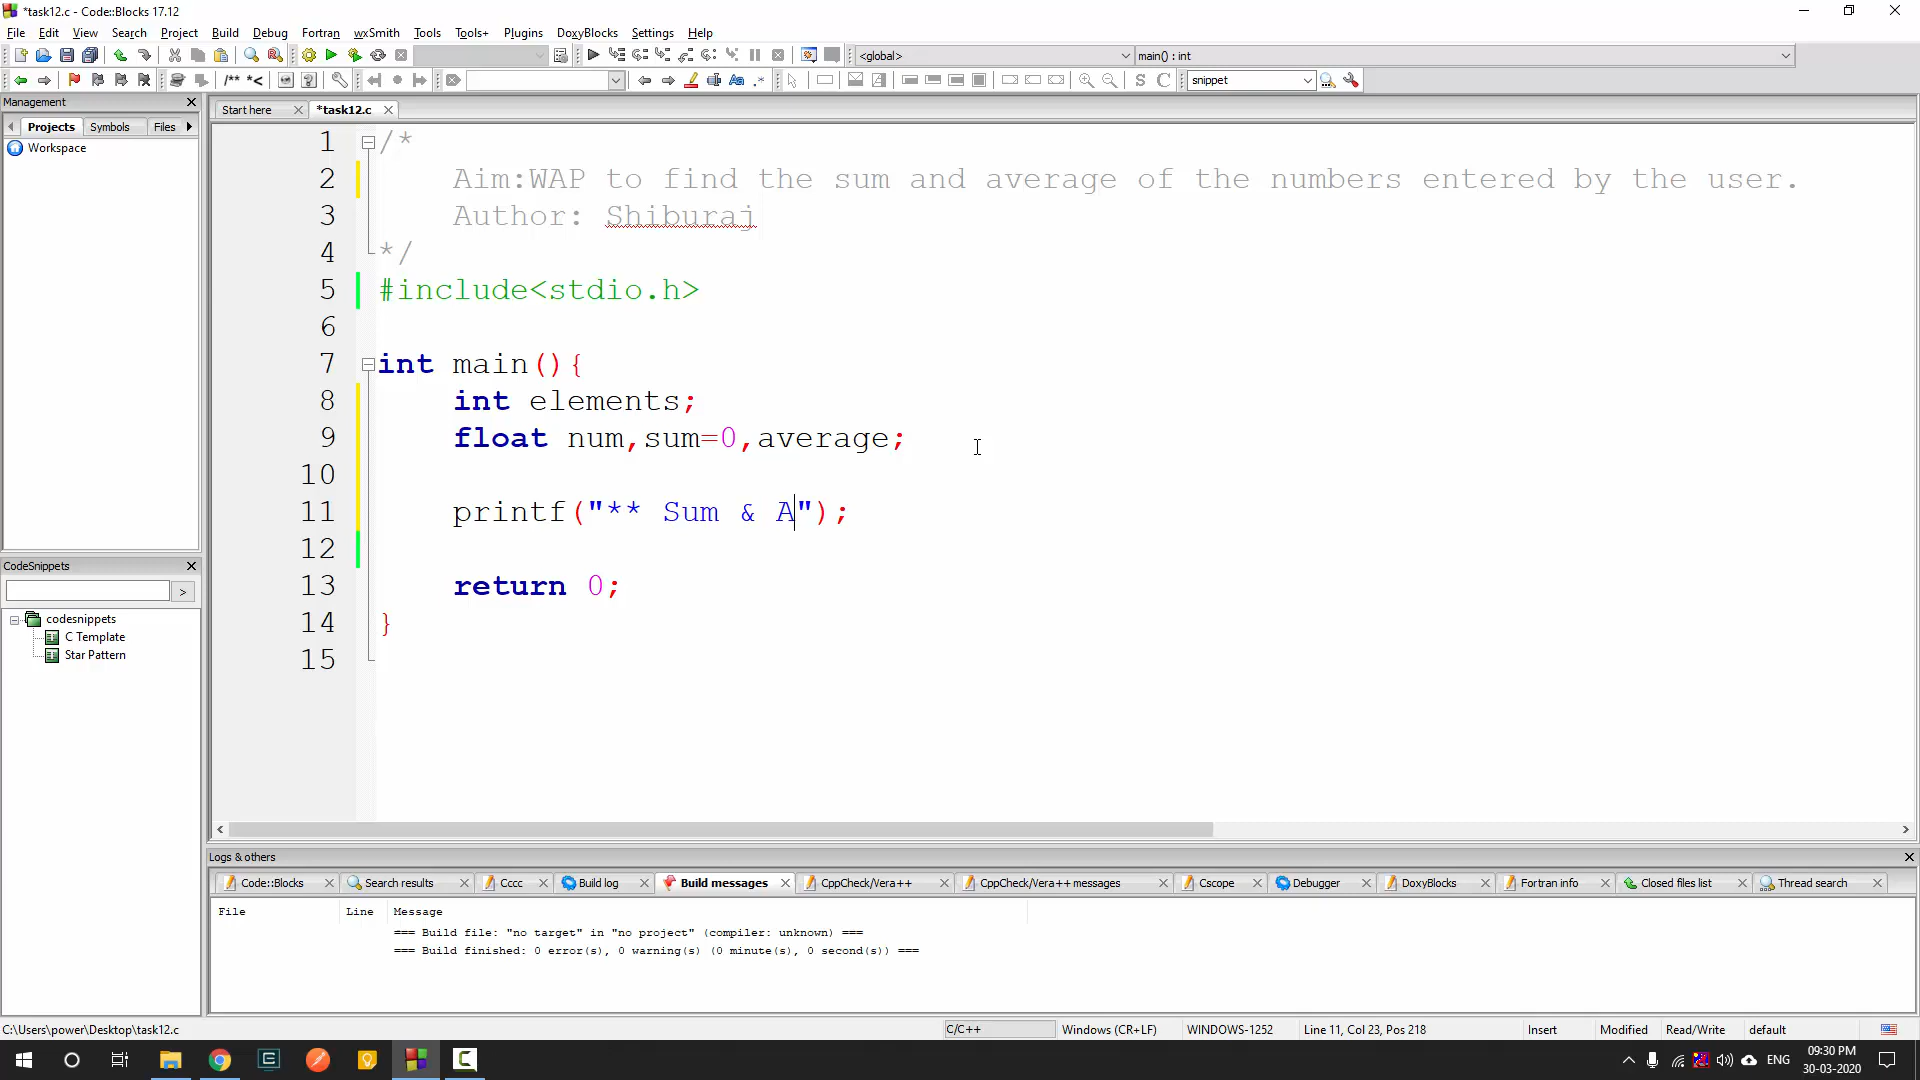 *task12.c - Code::Blocks 17.12
File Edit View Search Project Build Debug Fortran wxSmith Tools Tools+ Plugins DoxyBlocks Settings Help
<global> main() : int
/** *< snippet
Management
Projects Symbols Files
Workspace
Start here *task12.c
1 /*
2 Aim:WAP to find the sum and average of the numbers entered by the user.
3 Author: Shiburaj
4 */
5 #include<stdio.h>
6
7 int main(){
8 int elements;
9 float num,sum=0,average;
10
11 printf("** Sum & A");
12
13 return 0;
14 }
15
CodeSnippets
>
codesnippets
C Template
Star Pattern
Logs & others
Code::Blocks Search results Cccc Build log Build messages CppCheck/Vera++ CppCheck/Vera++ messages Cscope Debugger DoxyBlocks Fortran info Closed files list Thread search
File Line Message
=== Build file: "no target" in "no project" (compiler: unknown) ===
=== Build finished: 0 error(s), 0 warning(s) (0 minute(s), 0 second(s)) ===
C:\Users\power\Desktop\task12.c C/C++ Windows (CR+LF) WINDOWS-1252 Line 11, Col 23, Pos 218 Insert Modified Read/Write default
ENG 09:30 PM
30-03-2020